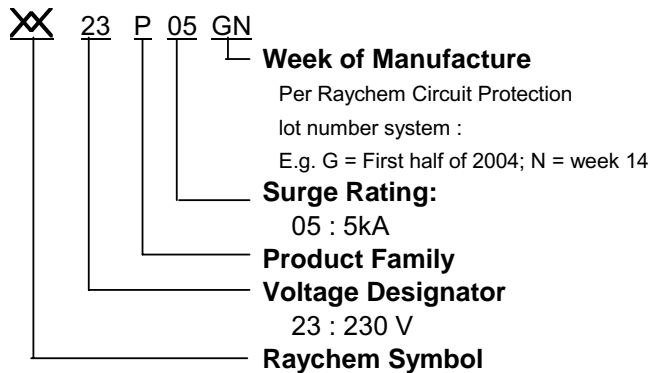 23 P 05 GN
Week of Manufacture
Per Raychem Circuit Protection
lot number system :
E.g. G = First half of 2004; N = week 14
Surge Rating:
05 : 5kA
Product Family
Voltage Designator
23 : 230 V
Raychem Symbol